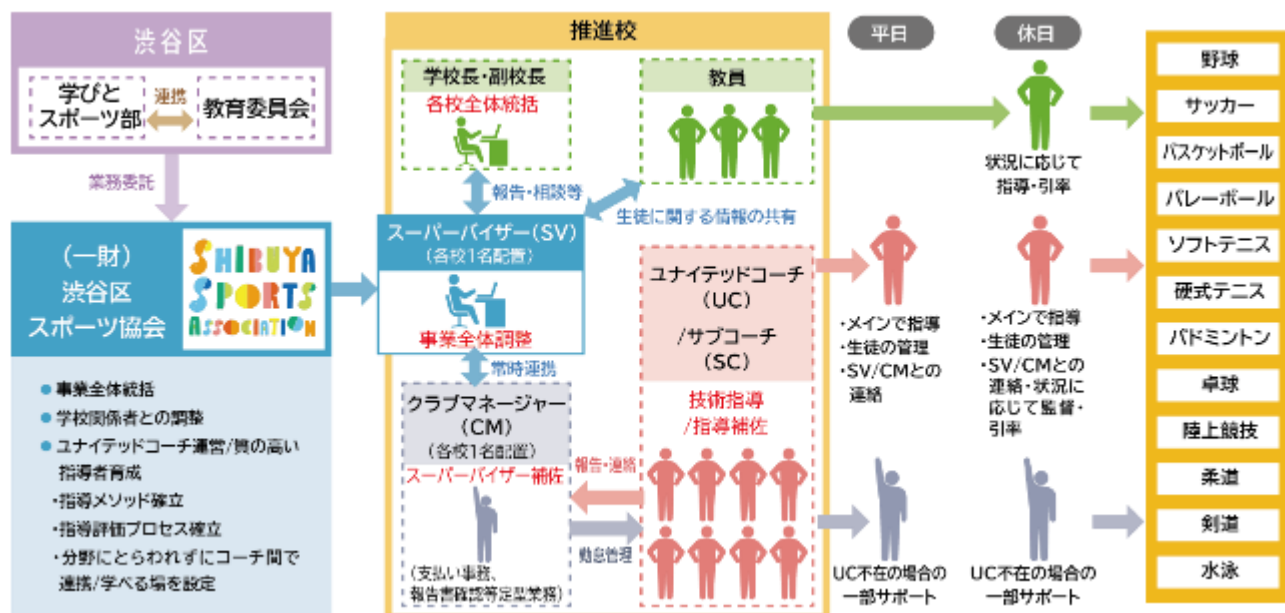 渋谷区
学びと
スポーツ部
連携
教育委員会
業務委託
(一財)
渋谷区
スポーツ協会
SHIBUYA
SPORTS
ASSOCIATION
● 事業全体統括
● 学校関係者との調整
● ユナイテッドコーチ運営/質の高い
指導者育成
・指導メソッド確立
・指導評価プロセス確立
・分野にとらわれずにコーチ間で
連携/学べる場を設定
推進校
学校長・副校長
各校全体統括
教員
報告・相談等
生徒に関する情報の共有
スーパーバイザー(SV)
(各校1名配置)
事業全体調整
常時連携
クラブマネージャー
(CM)
(各校1名配置)
スーパーバイザー補佐
(支払い事務、
報告書確認等定型業務)
報告・連絡
勤怠管理
ユナイテッドコーチ
(UC)
/サブコーチ
(SC)
技術指導
/指導補佐
平日
・メインで指導
・生徒の管理
・SV/CMとの
連絡
UC不在の場合の
一部サポート
休日
状況に応じて
指導・引率
・メインで指導
・生徒の管理
・SV/CMとの
連絡・状況に
応じて監督・
引率
UC不在の場合の
一部サポート
野球
サッカー
バスケットボール
バレーボール
ソフトテニス
硬式テニス
バドミントン
卓球
陸上競技
柔道
剣道
水泳